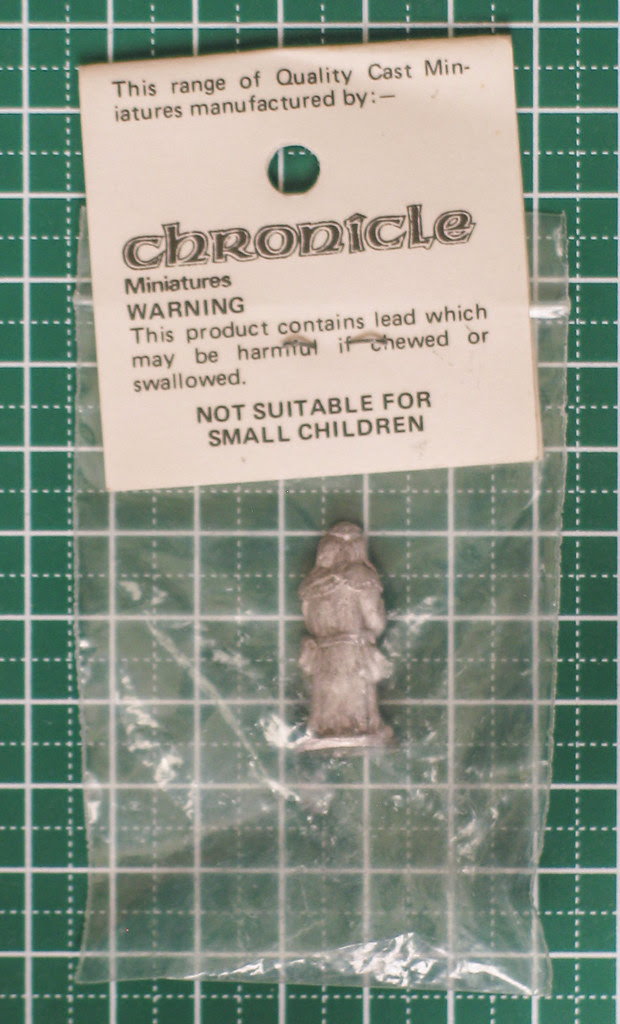 This range of Quality Cast Min-
iatures manufactured by:—
chronicle
Miniatures
WARNING
This product contains lead which
may be harmful if chewed or
swallowed.
NOT SUITABLE FOR
SMALL CHILDREN